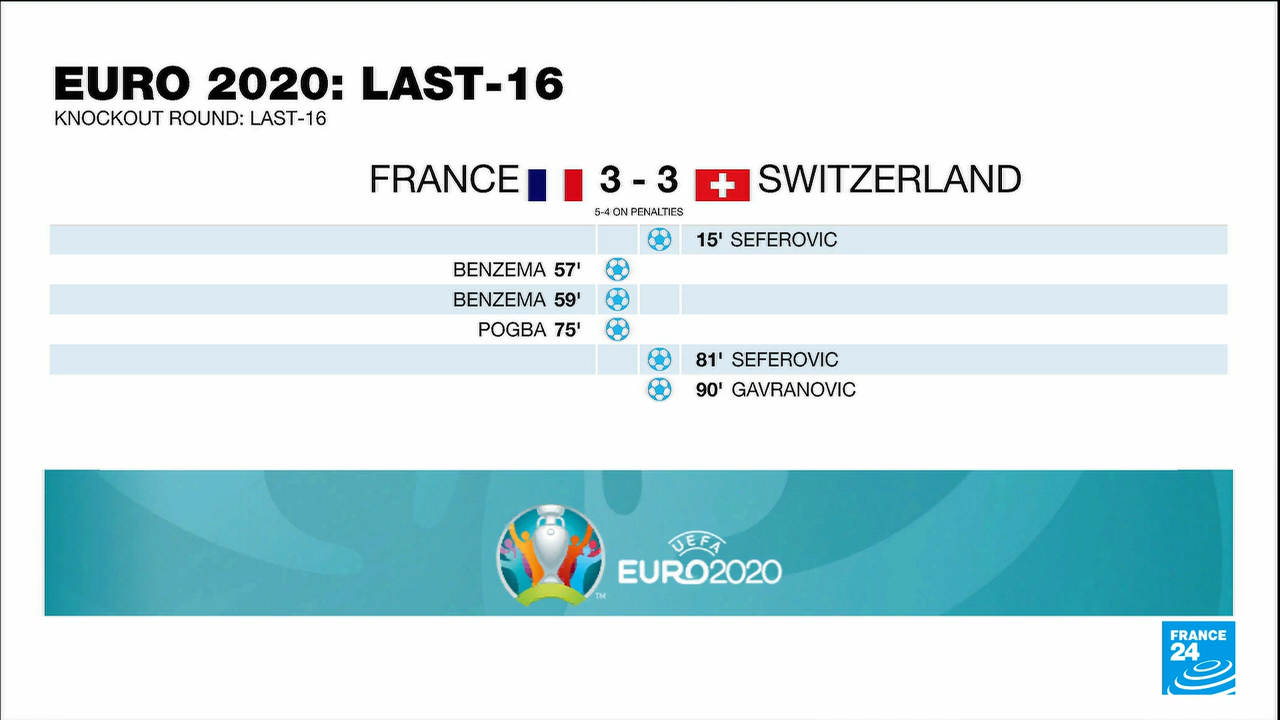 EURO 2020: LAST-16
KNOCKOUT ROUND: LAST-16
FRANCE 3 - 3 SWITZERLAND
5-4 ON PENALTIES
15' SEFEROVIC
BENZEMA 57'
BENZEMA 59'
POGBA 75'
81' SEFEROVIC
90' GAVRANOVIC
UEFA
EURO2020
TM
FRANCE
24